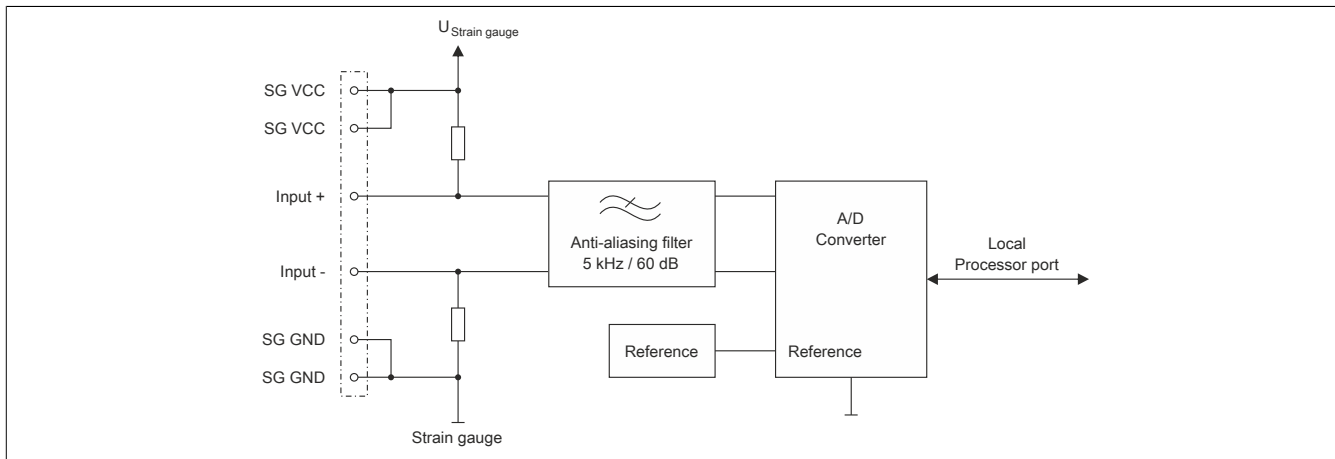 U Strain gauge
SG VCC
SG VCC
Input +
Input -
SG GND
SG GND
Strain gauge
Anti-aliasing filter
5 kHz / 60 dB
Reference
A/D
Converter
Reference
Local
Processor port